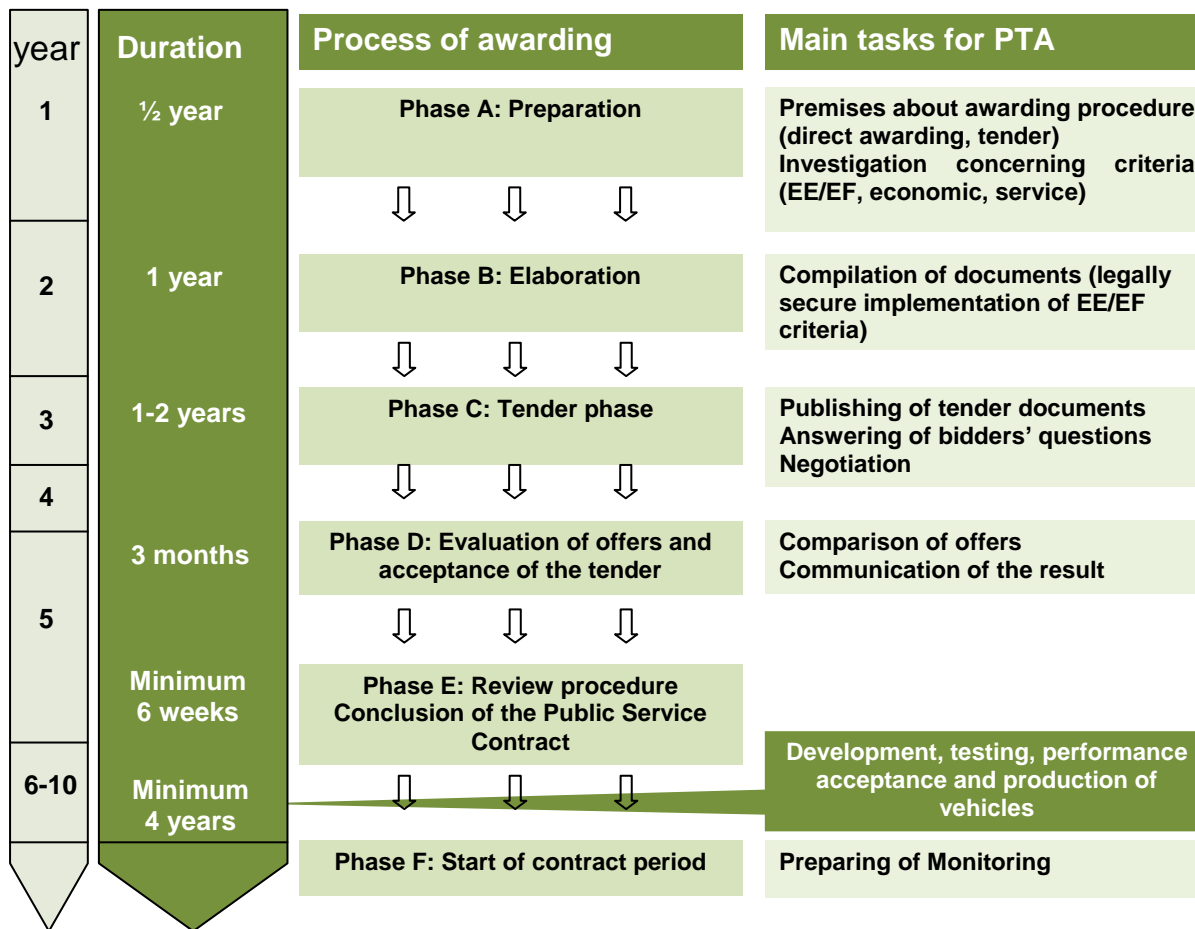 year
Duration
Process of awarding
Main tasks for PTA
1
½ year
Phase A: Preparation
Premises about awarding procedure
(direct awarding, tender)
Investigation concerning criteria
(EE/EF, economic, service)
2
1 year
Phase B: Elaboration
Compilation of documents (legally
secure implementation of EE/EF
criteria)
3
1-2 years
Phase C: Tender phase
Publishing of tender documents
Answering of bidders’ questions
Negotiation
4
5
3 months
Phase D: Evaluation of offers and
acceptance of the tender
Comparison of offers
Communication of the result
Minimum
6 weeks
Phase E: Review procedure
Conclusion of the Public Service
Contract
6-10
Minimum
4 years
Development, testing, performance
acceptance and production of
vehicles
Phase F: Start of contract period
Preparing of Monitoring